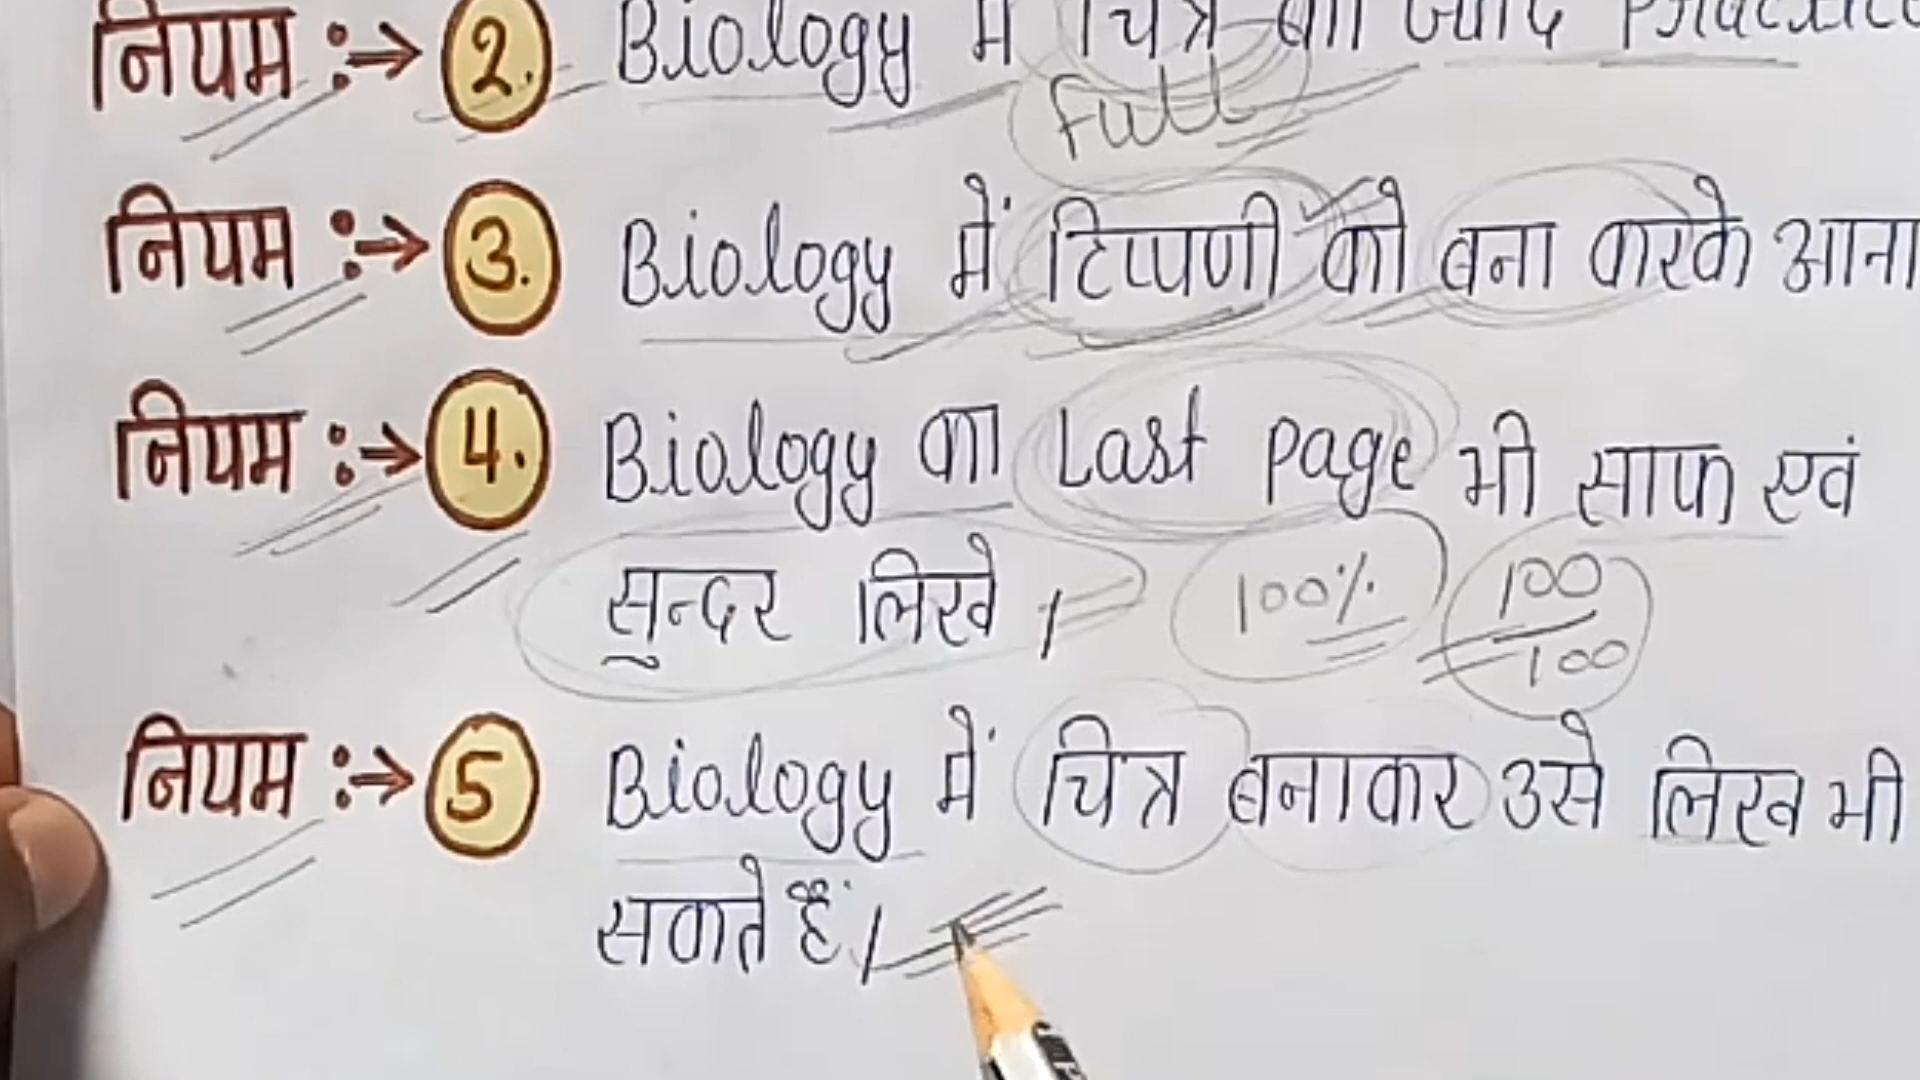 नियम :→ 2. Biology में चित्र का
Full
नियम :→ 3. Biology में टिप्पणी को बना करके आना
नियम :→ 4. Biology का Last page भी साफ एवं
सुन्दर लिखे । 100% 100/100
नियम :→ 5 Biology में चित्र बनाकर उसे लिख भी
सकते हैं।